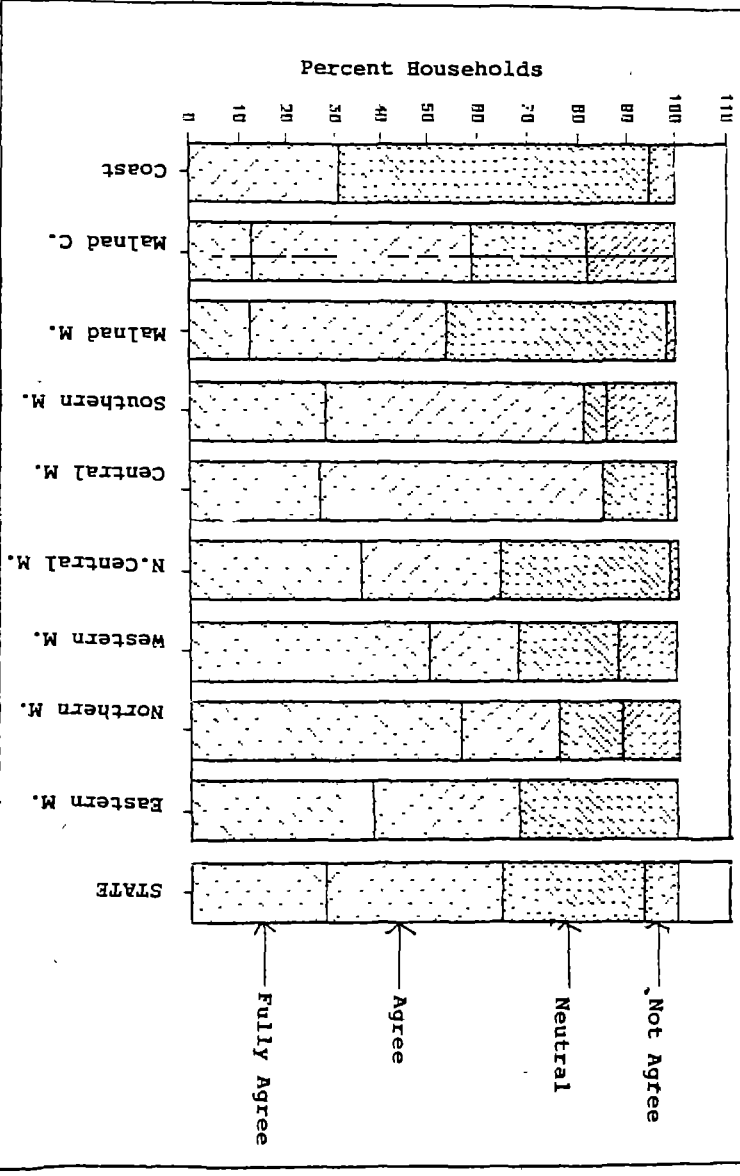 Percent Households
110
100
90
80
70
60
50
40
30
20
10
0
Coast
Malnad C.
Malnad M.
Southern M.
Central M.
N.Central M.
Western M.
Northern M.
Eastern M.
STATE
Not Agree
Neutral
Agree
Fully Agree